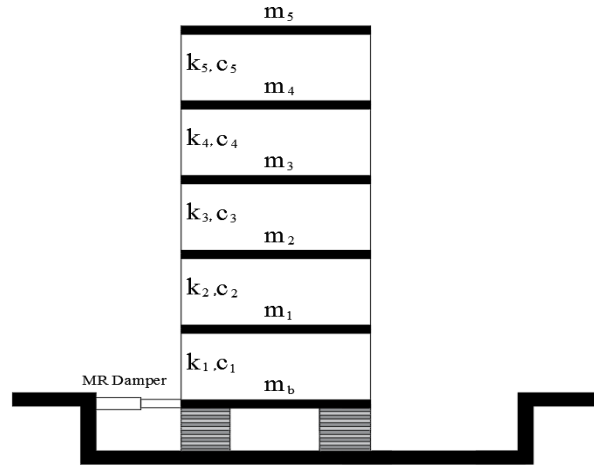 m₅
k₅, c₅
m₄
k₄, c₄
m₃
k₃, c₃
m₂
k₂ ,c₂
m₁
k₁, c₁
MR Damper
m_b